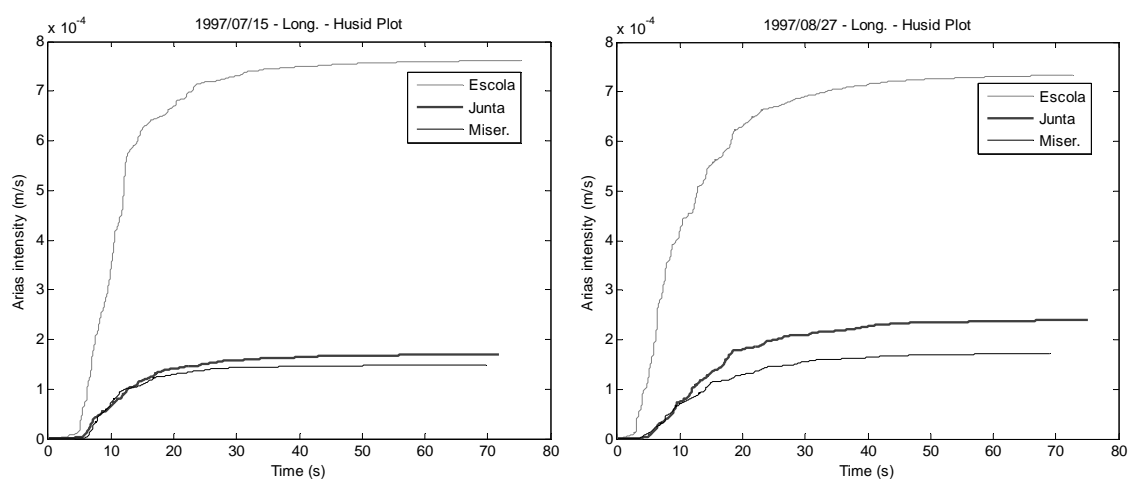 1997/07/15 - Long. - Husid Plot
x 10-4
8
7
6
5
4
3
2
1
0
Arias intensity (m/s)
Escola
Junta
Miser.
0 10 20 30 40 50 60 70 80
Time (s)
1997/08/27 - Long. - Husid Plot
x 10-4
8
7
6
5
4
3
2
1
0
Arias intensity (m/s)
Escola
Junta
Miser.
0 10 20 30 40 50 60 70 80
Time (s)